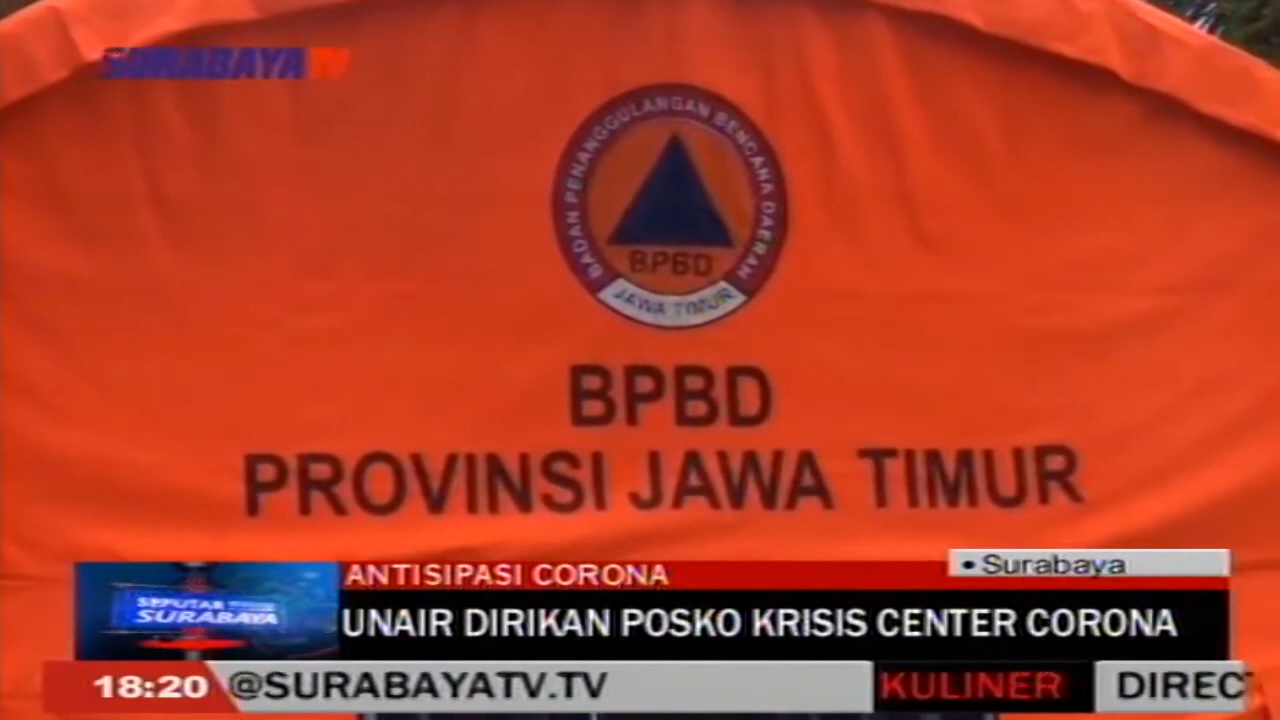 SURABAYA TV
BADAN PENANGGULANGAN BENCANA DAERAH
BPBD
JAWA TIMUR
BPBD
PROVINSI JAWA TIMUR
• Surabaya
ANTISIPASI CORONA
SEPUTAR
SURABAYA
UNAIR DIRIKAN POSKO KRISIS CENTER CORONA
18:20 @SURABAYATV.TV KULINER DIREC